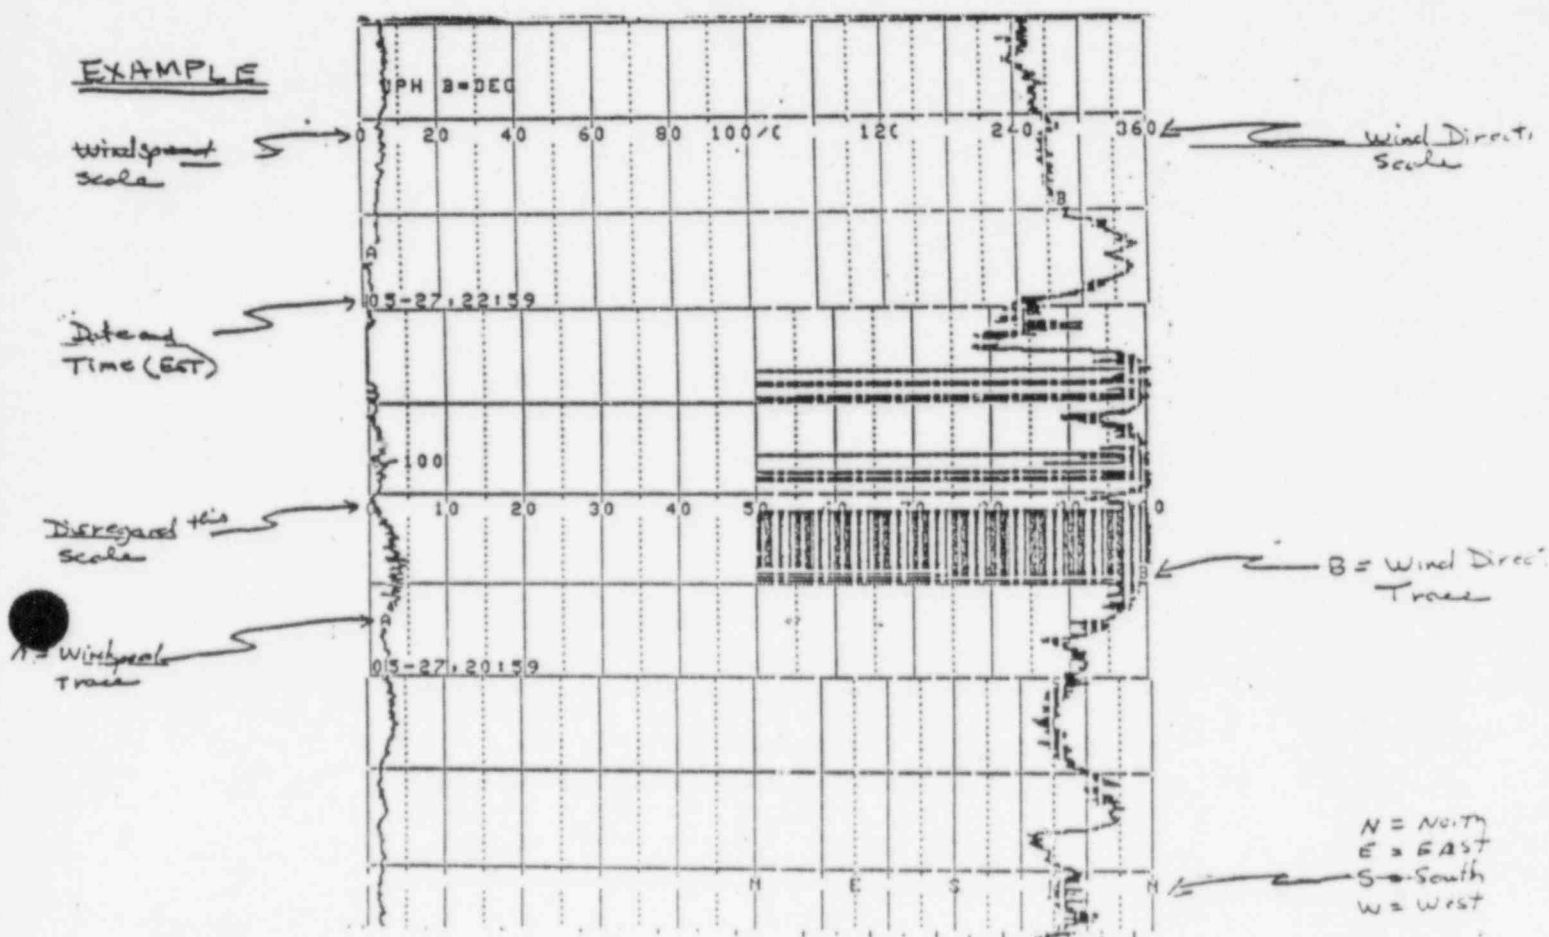 EXAMPLE
MPH B=DEG
Windspeed
scale
0 20 40 60 80 100/0 120 240 360
Wind Directi
Scale
B
A
05-27,22:59
Date and
Time (EST)
100
0 10 20 30 40 50 70 0
Disregard this
scale
B = Wind Direc
Trace
A
A = Windspeed
Trace
05-27,20:59
N E S N
N = North
E = EAST
S = South
W = West